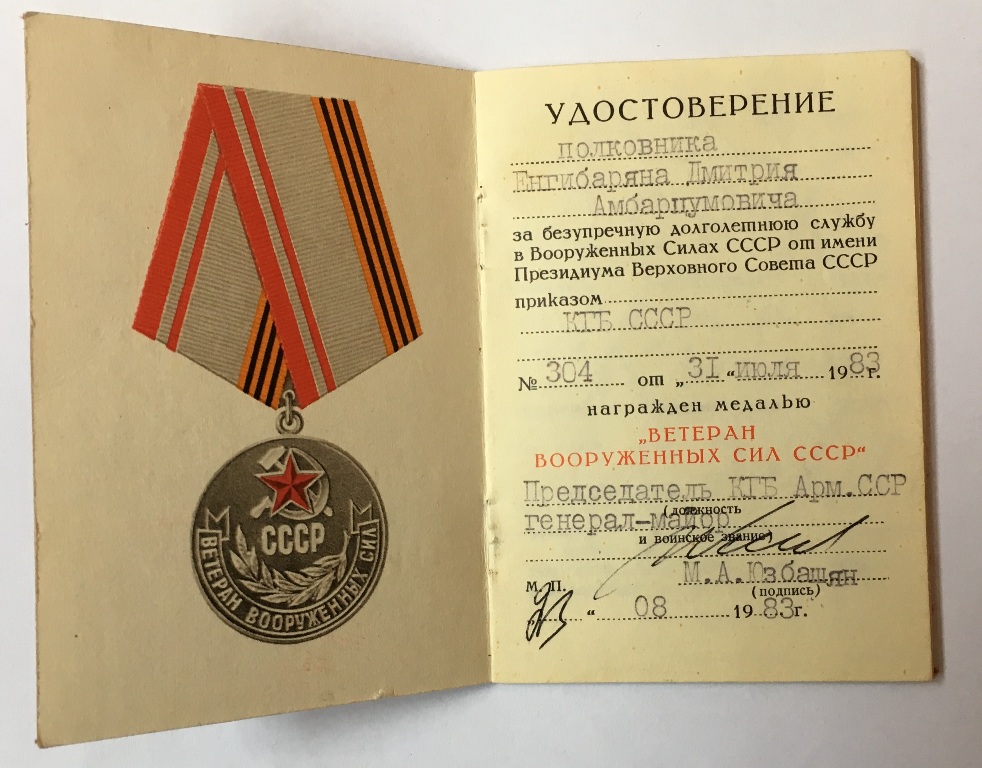 СССР
ВЕТЕРАН ВООРУЖЕННЫХ СИЛ
УДОСТОВЕРЕНИЕ
полковника
Енгибаряна Дмитрия
Амбарцумовича
за безупречную долголетнюю службу
в Вооруженных Силах СССР от имени
Президиума Верховного Совета СССР
приказом
КГБ СССР
№ 304 от „31“ июля 1983г.
награжден медалью
„ВЕТЕРАН
ВООРУЖЕННЫХ СИЛ СССР“
Председатель КГБ Арм.ССР
(должность
генерал-майор
и воинское звание)
М.А.Юзбашян
М. П.
(подпись)
“ 08 1983г.